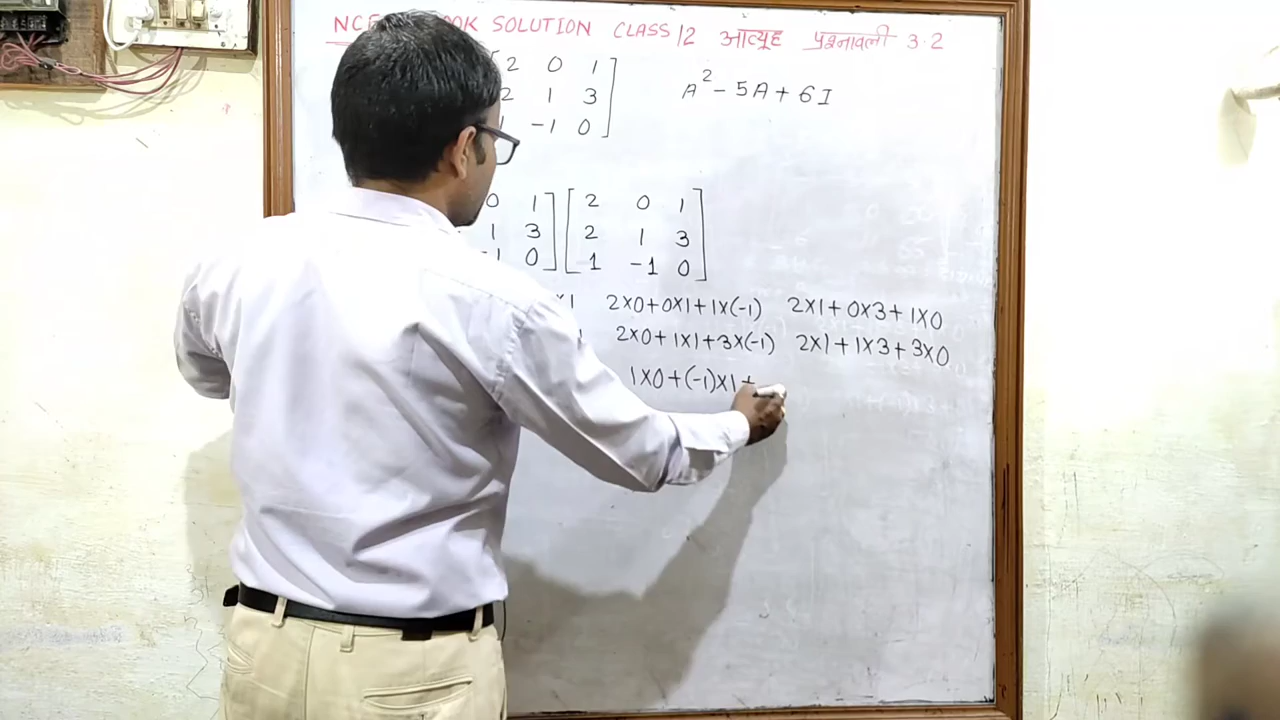 NCE SOLUTION CLASS 12 आव्यूह प्रश्नावली 3.2
2 0 1
2 1 3
-1 0
A² - 5A + 6I
0 1 2 0 1
1 3 2 1 3
-1 0 1 -1 0
×1 2×0+0×1+1×(-1) 2×1+0×3+1×0
2×0+1×1+3×(-1) 2×1+1×3+3×0
1×0+(-1)×1+